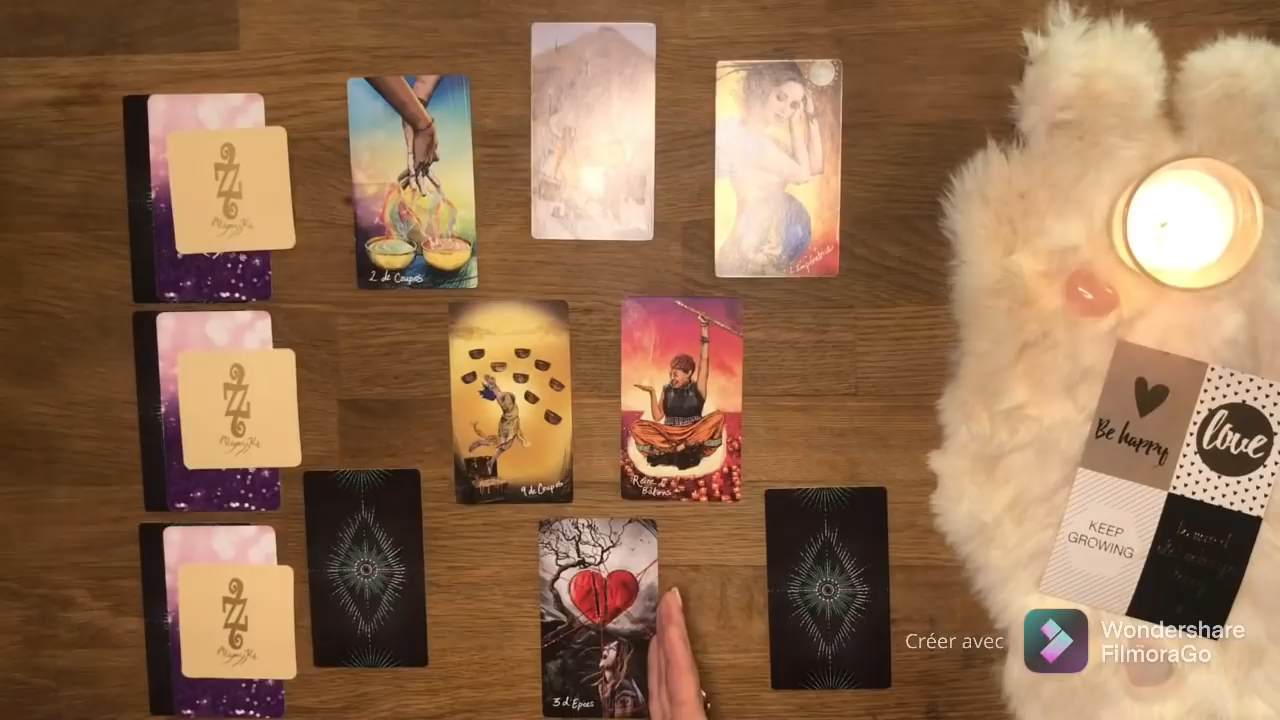 2 de Coupes
L'Impératrice
9 de Coupes
Reine de
Bâtons
3 d'Epées
Be happy
love
KEEP
GROWING
Créer avec
Wondershare
FilmoraGo